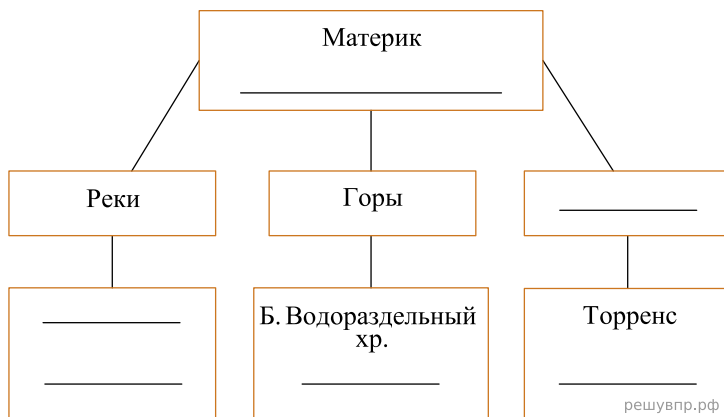 Материк
Реки
Горы
Б. Водораздельный
хр.
Торренс
решувпр.рф